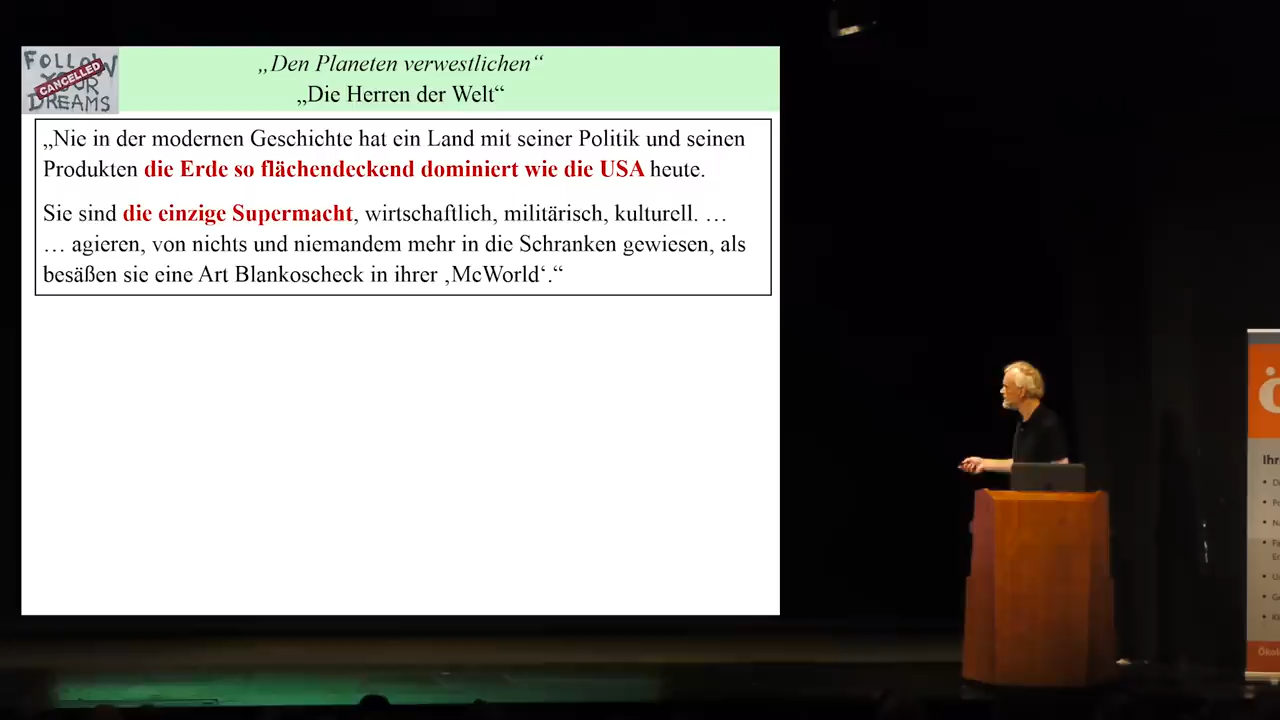 FOLLOW
YOUR
DREAMS
CANCELLED
„Den Planeten verwestlichen“
„Die Herren der Welt“
„Nie in der modernen Geschichte hat ein Land mit seiner Politik und seinen
Produkten die Erde so flächendeckend dominiert wie die USA heute.
Sie sind die einzige Supermacht, wirtschaftlich, militärisch, kulturell. …
… agieren, von nichts und niemandem mehr in die Schranken gewiesen, als
besäßen sie eine Art Blankoscheck in ihrer ‚McWorld‘.“
Ihr